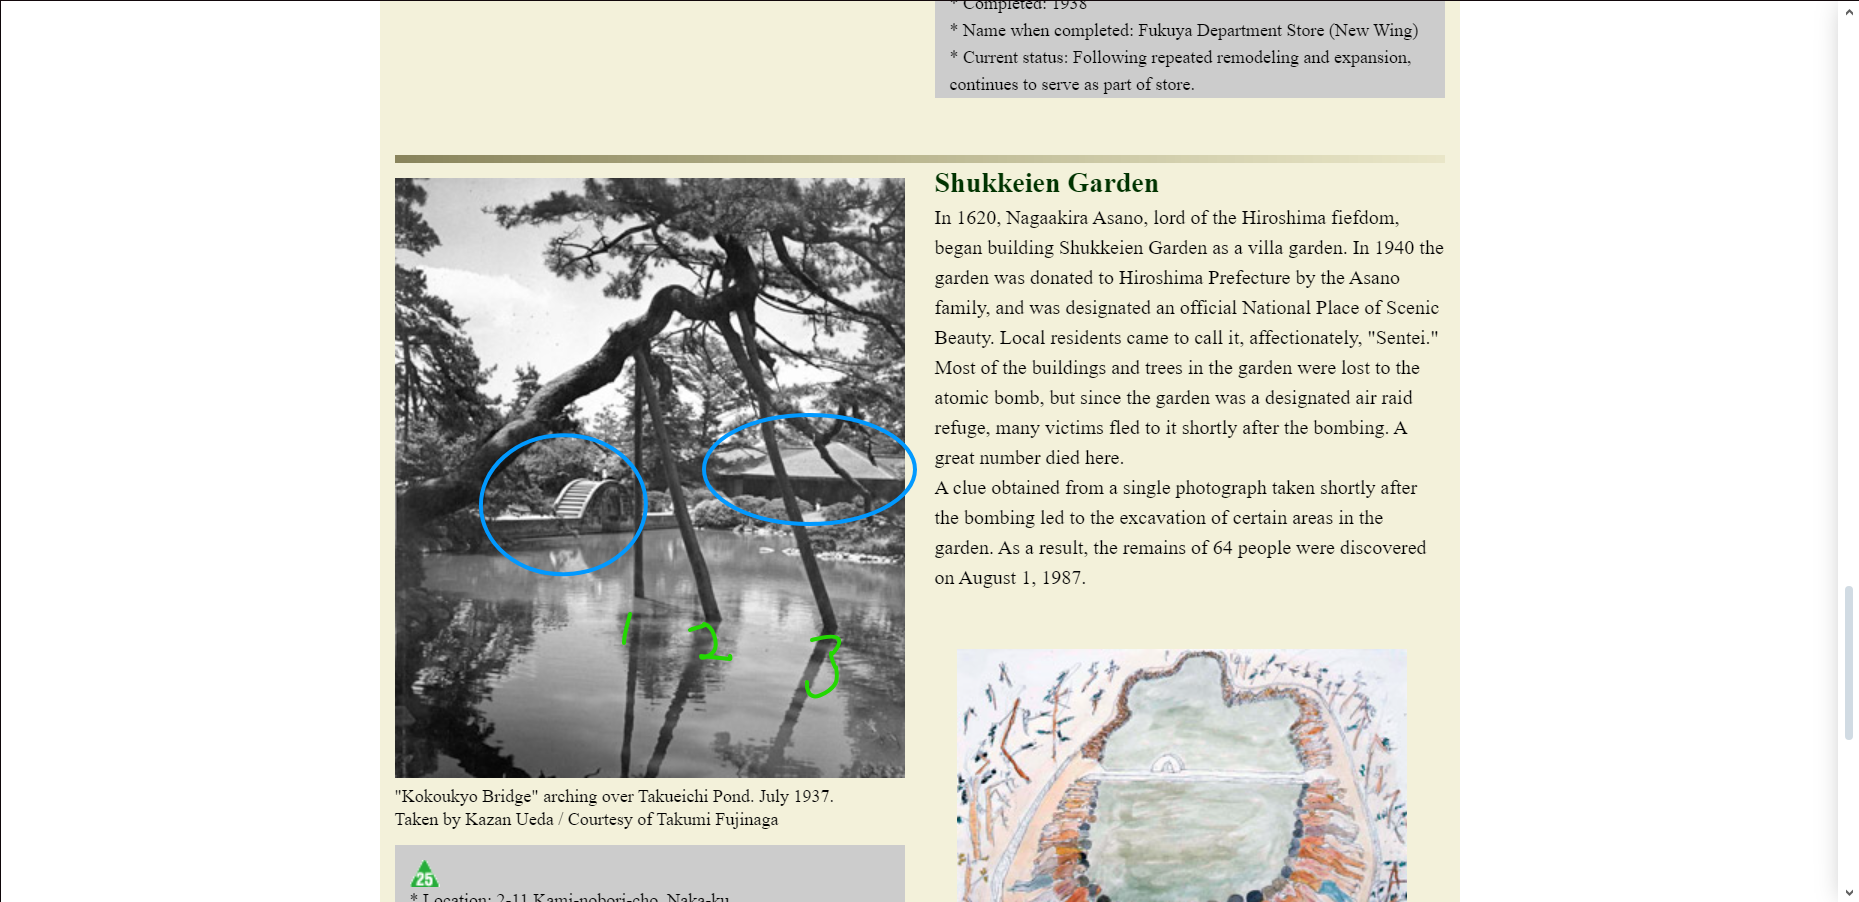 * Completed: 1938
* Name when completed: Fukuya Department Store (New Wing)
* Current status: Following repeated remodeling and expansion,
continues to serve as part of store.
Shukkeien Garden
In 1620, Nagaakira Asano, lord of the Hiroshima fiefdom,
began building Shukkeien Garden as a villa garden. In 1940 the
garden was donated to Hiroshima Prefecture by the Asano
family, and was designated an official National Place of Scenic
Beauty. Local residents came to call it, affectionately, "Sentei."
Most of the buildings and trees in the garden were lost to the
atomic bomb, but since the garden was a designated air raid
refuge, many victims fled to it shortly after the bombing. A
great number died here.
A clue obtained from a single photograph taken shortly after
the bombing led to the excavation of certain areas in the
garden. As a result, the remains of 64 people were discovered
on August 1, 1987.
1 2 3
"Kokoukyo Bridge" arching over Takueichi Pond. July 1937.
Taken by Kazan Ueda / Courtesy of Takumi Fujinaga
25
* Location: 2-11 Kami-nobori-cho, Naka-ku